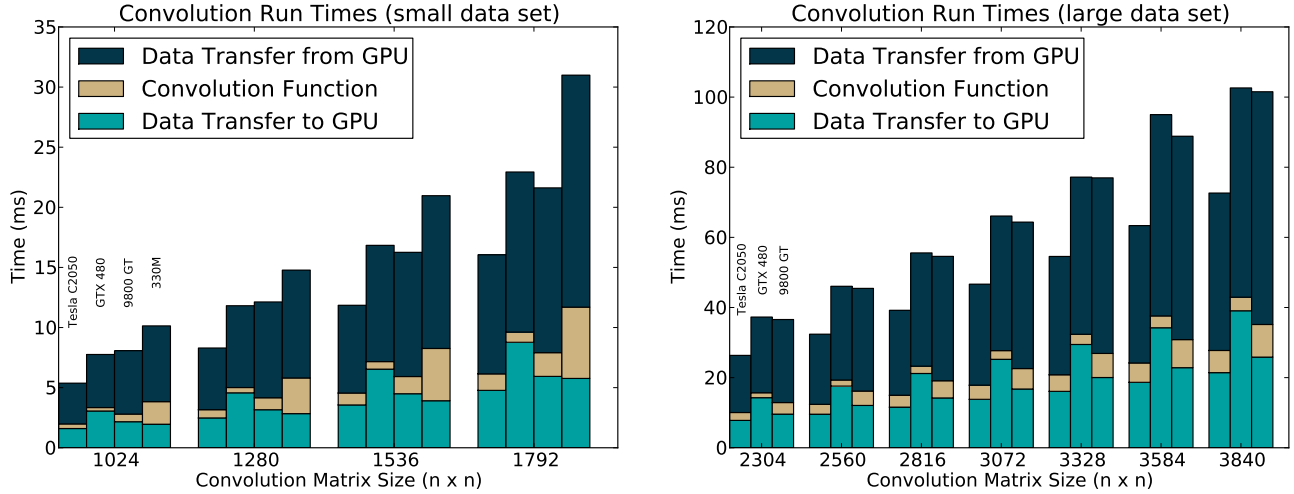 Convolution Run Times (small data set)
35
30
25
20
15
10
5
0
Time (ms)
Data Transfer from GPU
Convolution Function
Data Transfer to GPU
Tesla C2050
GTX 480
9800 GT
330M
1024
1280
1536
1792
Convolution Matrix Size (n x n)
Convolution Run Times (large data set)
120
100
80
60
40
20
0
Time (ms)
Data Transfer from GPU
Convolution Function
Data Transfer to GPU
Tesla C2050
GTX 480
9800 GT
2304
2560
2816
3072
3328
3584
3840
Convolution Matrix Size (n x n)